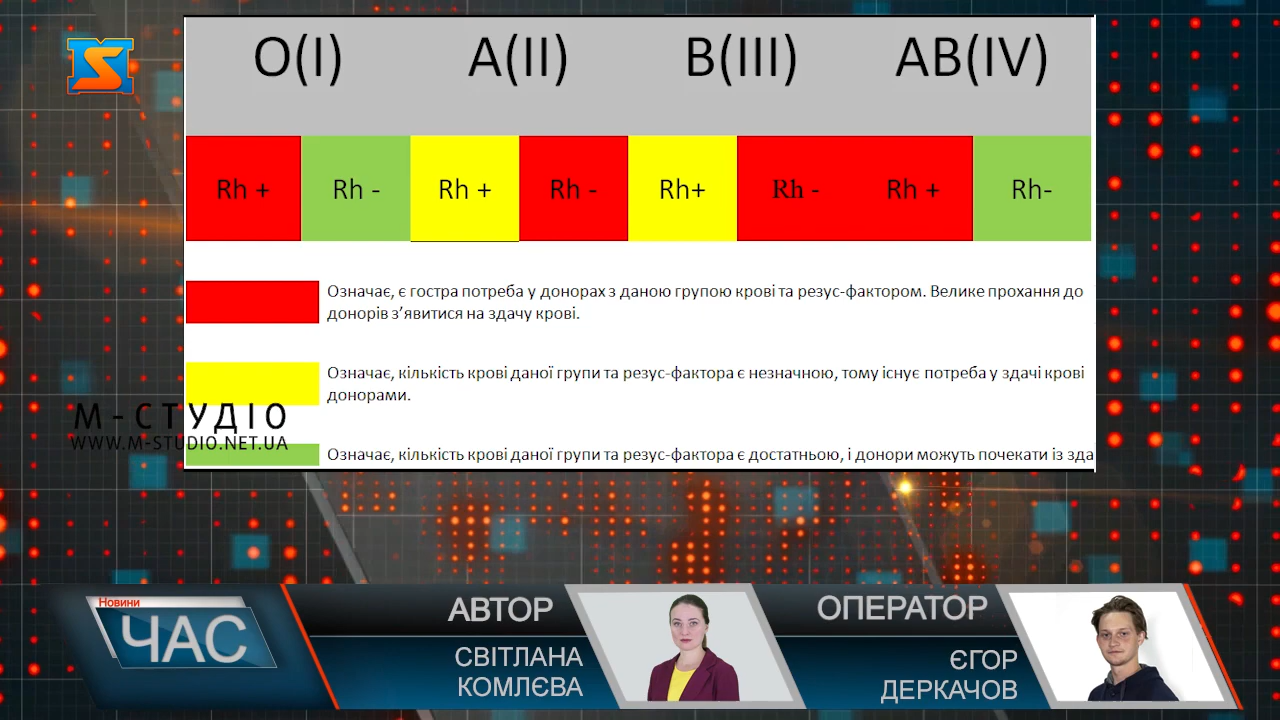 O(I) A(II) B(III) AB(IV)
Rh + Rh - Rh + Rh - Rh+ Rh - Rh + Rh-
Означає, є гостра потреба у донорах з даною групою крові та резус-фактором. Велике прохання до
донорів з’явитися на здачу крові.
Означає, кількість крові даної групи та резус-фактора є незначною, тому існує потреба у здачі крові
донорами.
М-СТУДІО
WWW.M-STUDIO.NET.UA
Означає, кількість крові даної групи та резус-фактора є достатньою, і донори можуть почекати із зда
Новини
ЧАС
АВТОР
СВІТЛАНА
КОМЛЄВА
ОПЕРАТОР
ЄГОР
ДЕРКАЧОВ